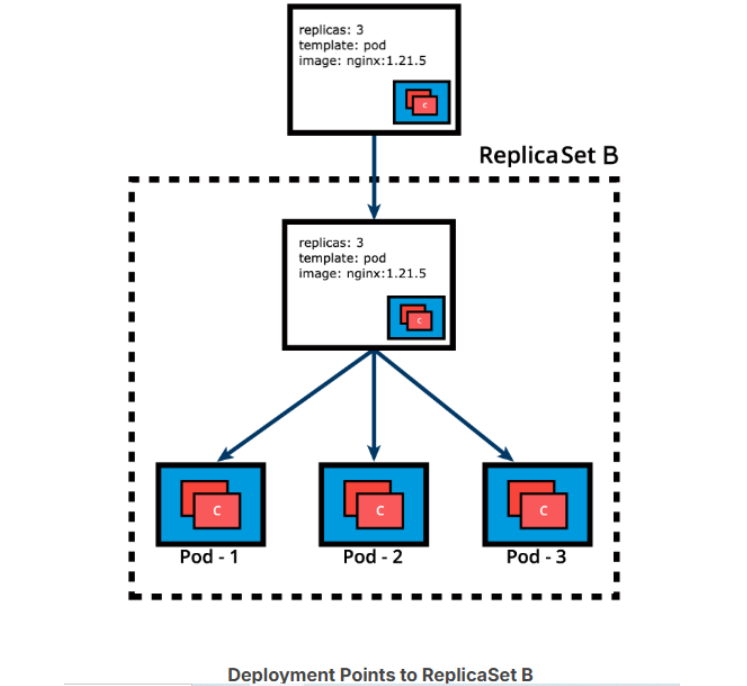 replicas: 3
template: pod
image: nginx:1.21.5
C
ReplicaSet B
replicas: 3
template: pod
image: nginx:1.21.5
C
C
C
C
Pod - 1
Pod - 2
Pod - 3
Deployment Points to ReplicaSet B